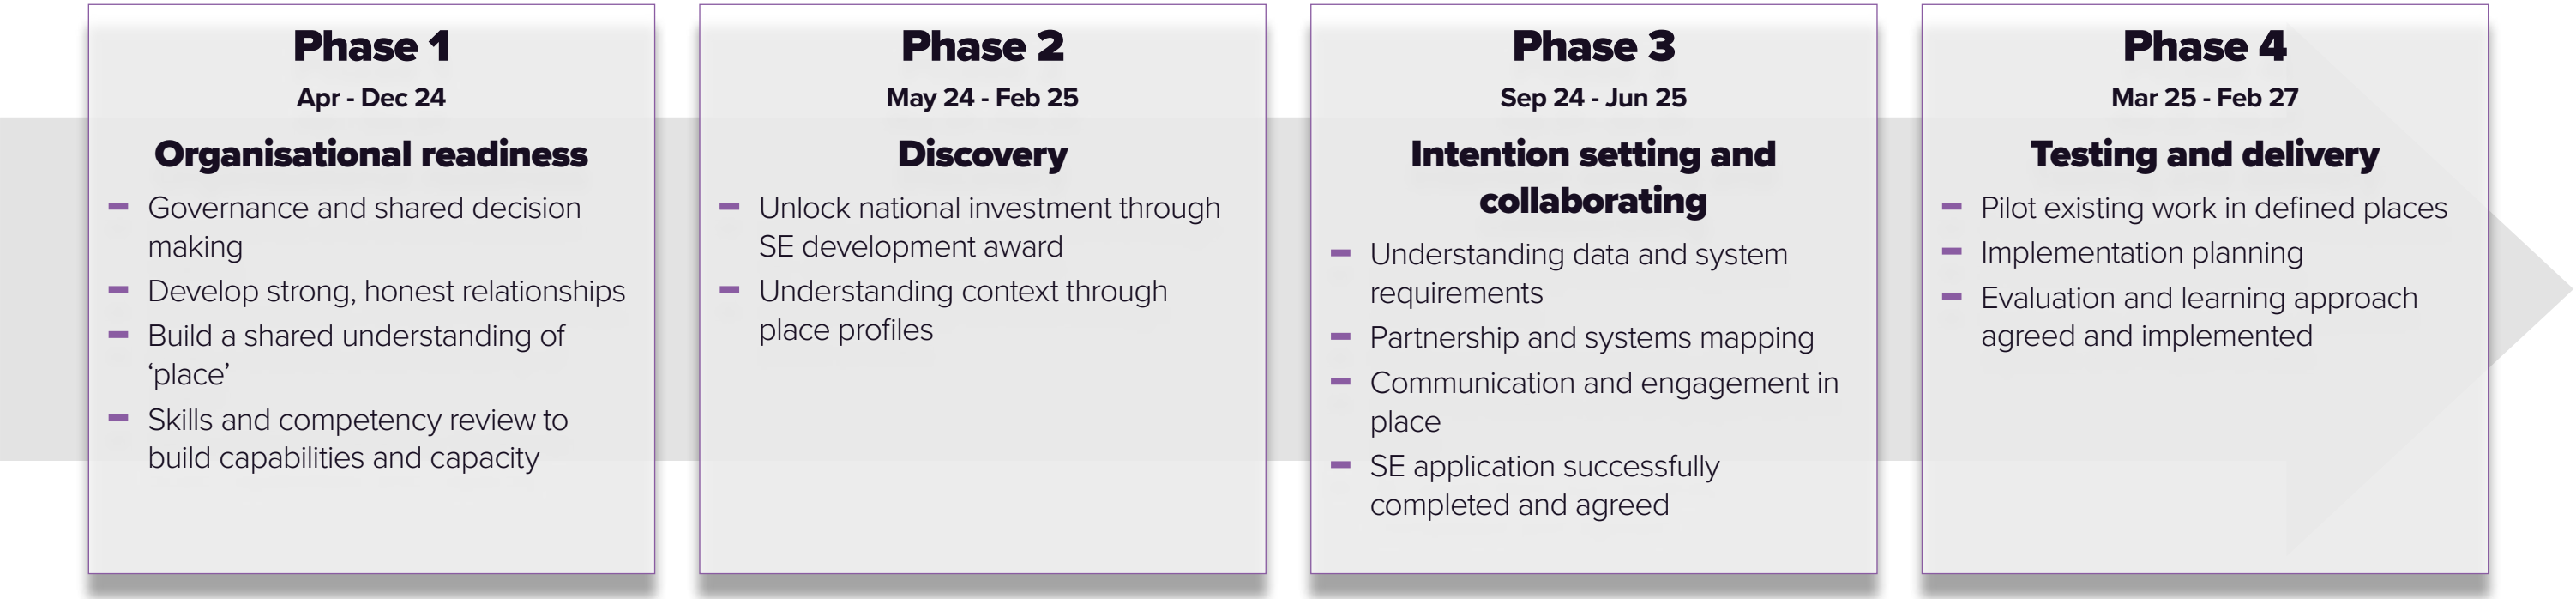 Phase 1
Apr - Dec 24
Organisational readiness
Governance and shared decision
making
Develop strong, honest relationships
Build a shared understanding of
‘place’
Skills and competency review to
build capabilities and capacity
Phase 2
May 24 - Feb 25
Discovery
Unlock national investment through
SE development award
Understanding context through
place profiles
Phase 3
Sep 24 - Jun 25
Intention setting and
collaborating
Understanding data and system
requirements
Partnership and systems mapping
Communication and engagement in
place
SE application successfully
completed and agreed
Phase 4
Mar 25 - Feb 27
Testing and delivery
Pilot existing work in defined places
Implementation planning
Evaluation and learning approach
agreed and implemented